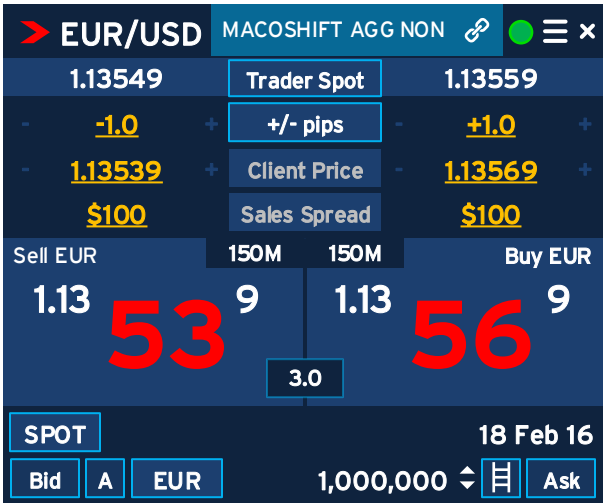 EUR/USD MACOSHIFT AGG NON ×
1.13549 Trader Spot 1.13559
- -1.0 + +/- pips - +1.0 +
- 1.13539 + Client Price - 1.13569 +
$100 Sales Spread $100
Sell EUR 150M 150M Buy EUR
1.13 53 9 1.13 56 9
3.0
SPOT 18 Feb 16
Bid A EUR 1,000,000 Ask